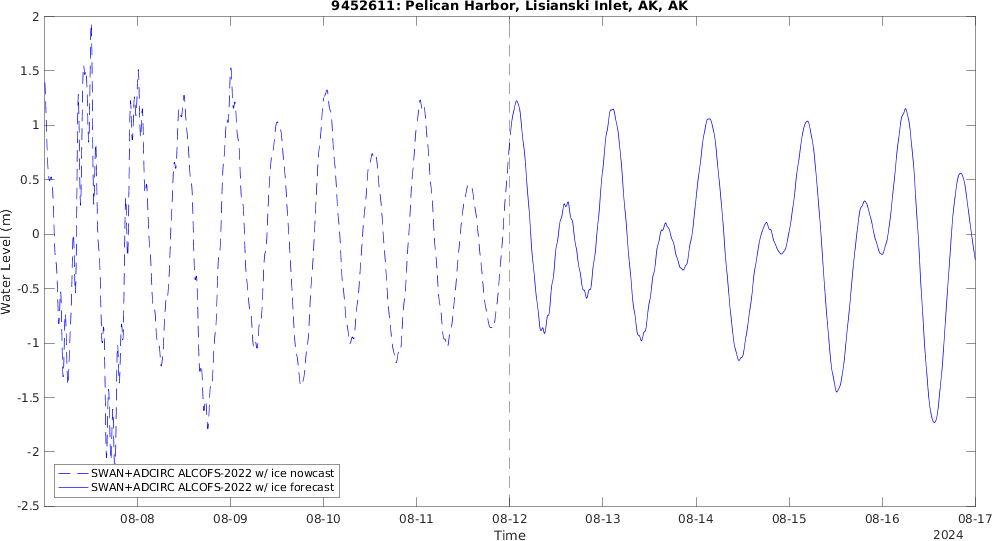 9452611: Pelican Harbor, Lisianski Inlet, AK, AK
Water Level (m)
2
1.5
1
0.5
0
-0.5
-1
-1.5
-2
-2.5
SWAN+ADCIRC ALCOFS-2022 w/ ice nowcast
SWAN+ADCIRC ALCOFS-2022 w/ ice forecast
08-08 08-09 08-10 08-11 08-12 08-13 08-14 08-15 08-16 08-17
Time
2024